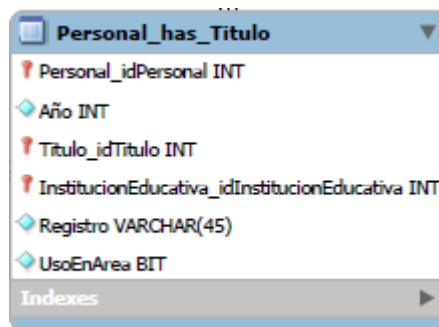 Personal_has_Titulo
Personal_idPersonal INT
Año INT
Titulo_idTitulo INT
InstitucionEducativa_idInstitucionEducativa INT
Registro VARCHAR(45)
UsoEnArea BIT
Indexes